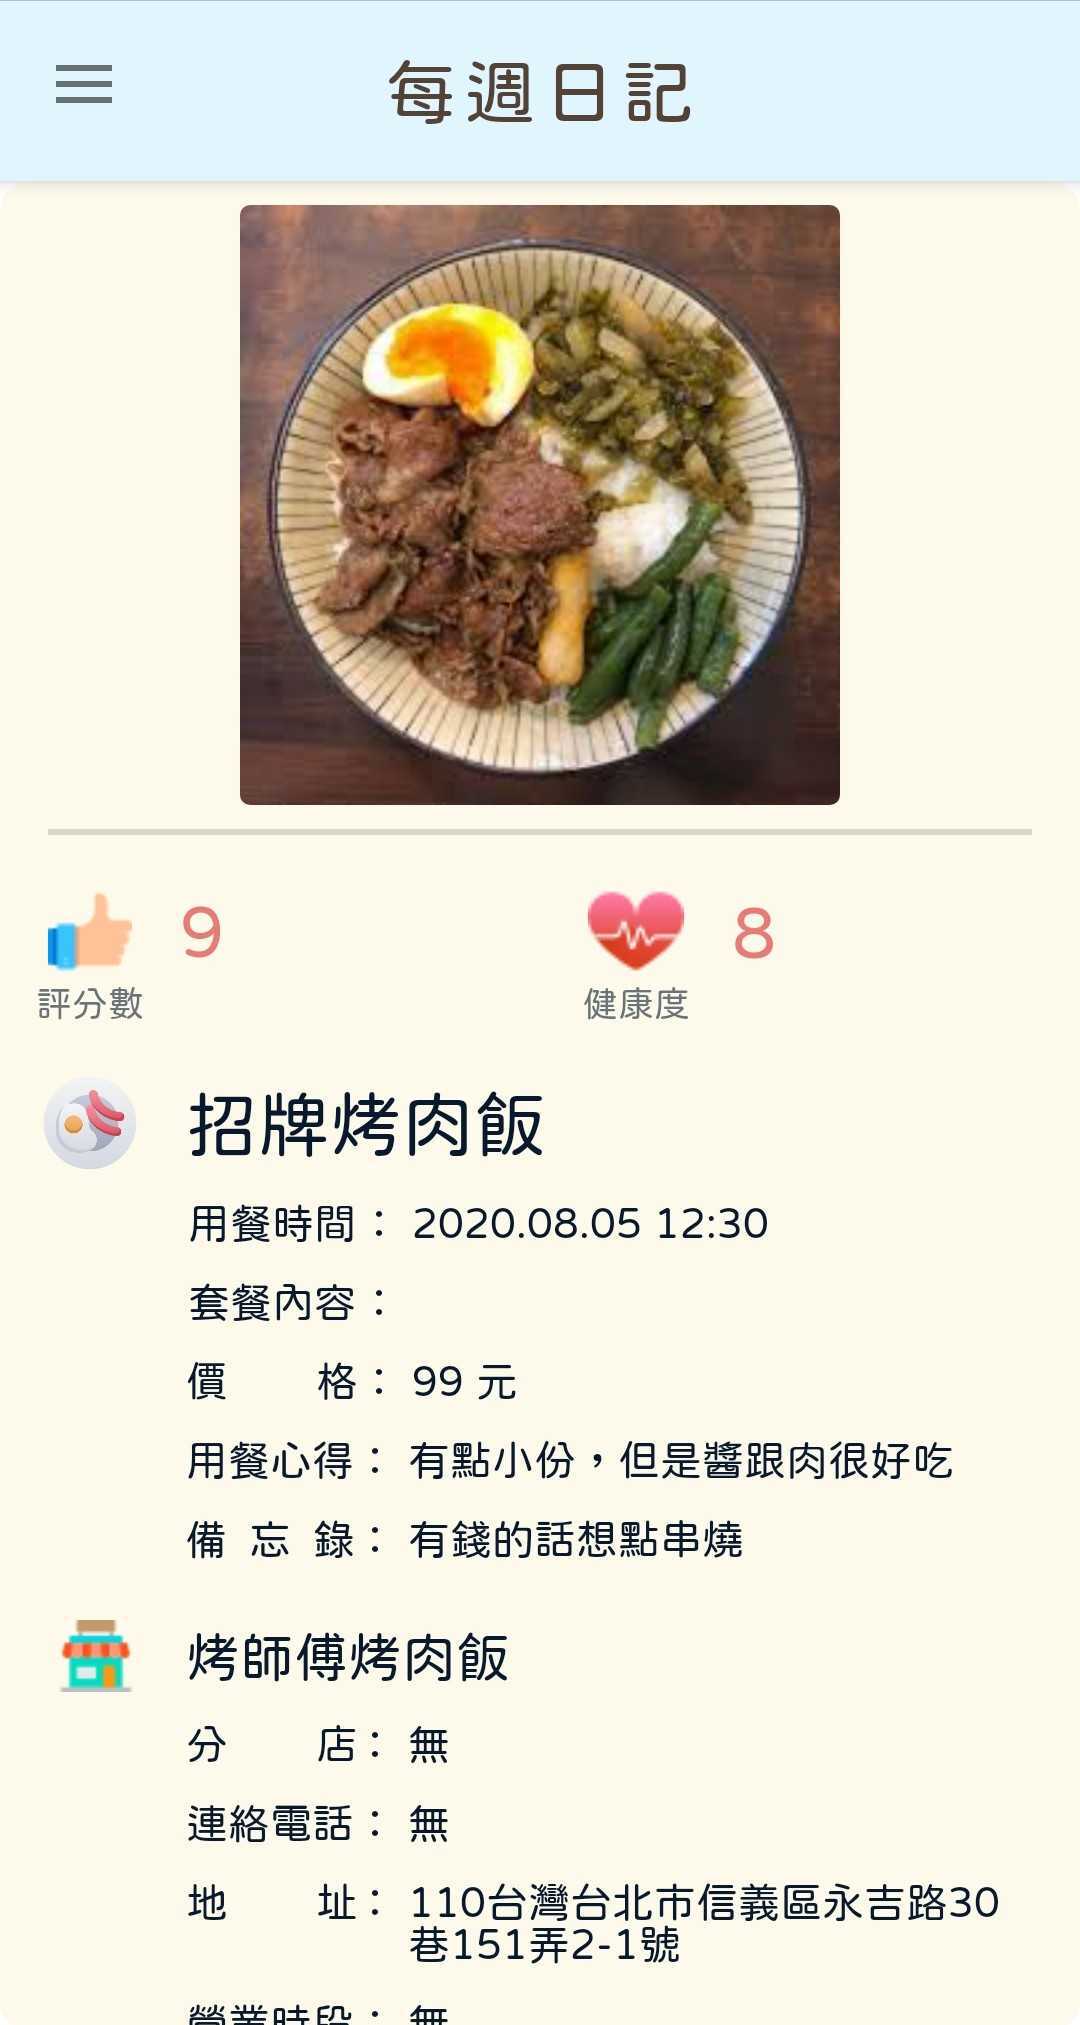 每週日記
9
8
評分數
健康度
招牌烤肉飯
用餐時間： 2020.08.05 12:30
套餐內容：
價 格： 99 元
用餐心得： 有點小份，但是醬跟肉很好吃
備 忘 錄： 有錢的話想點串燒
烤師傅烤肉飯
分 店： 無
連絡電話： 無
地 址： 110台灣台北市信義區永吉路30
巷151弄2-1號
營業時段： 無